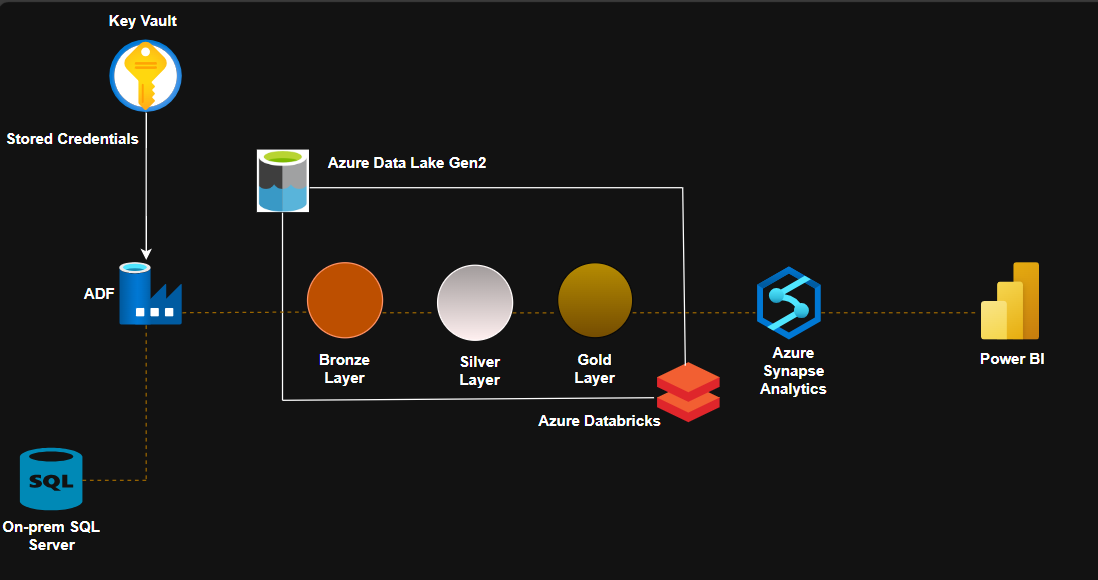 Key Vault
Stored Credentials
Azure Data Lake Gen2
ADF
Bronze
Layer
Silver
Layer
Gold
Layer
Azure
Synapse
Analytics
Power BI
Azure Databricks
SQL
On-prem SQL
Server